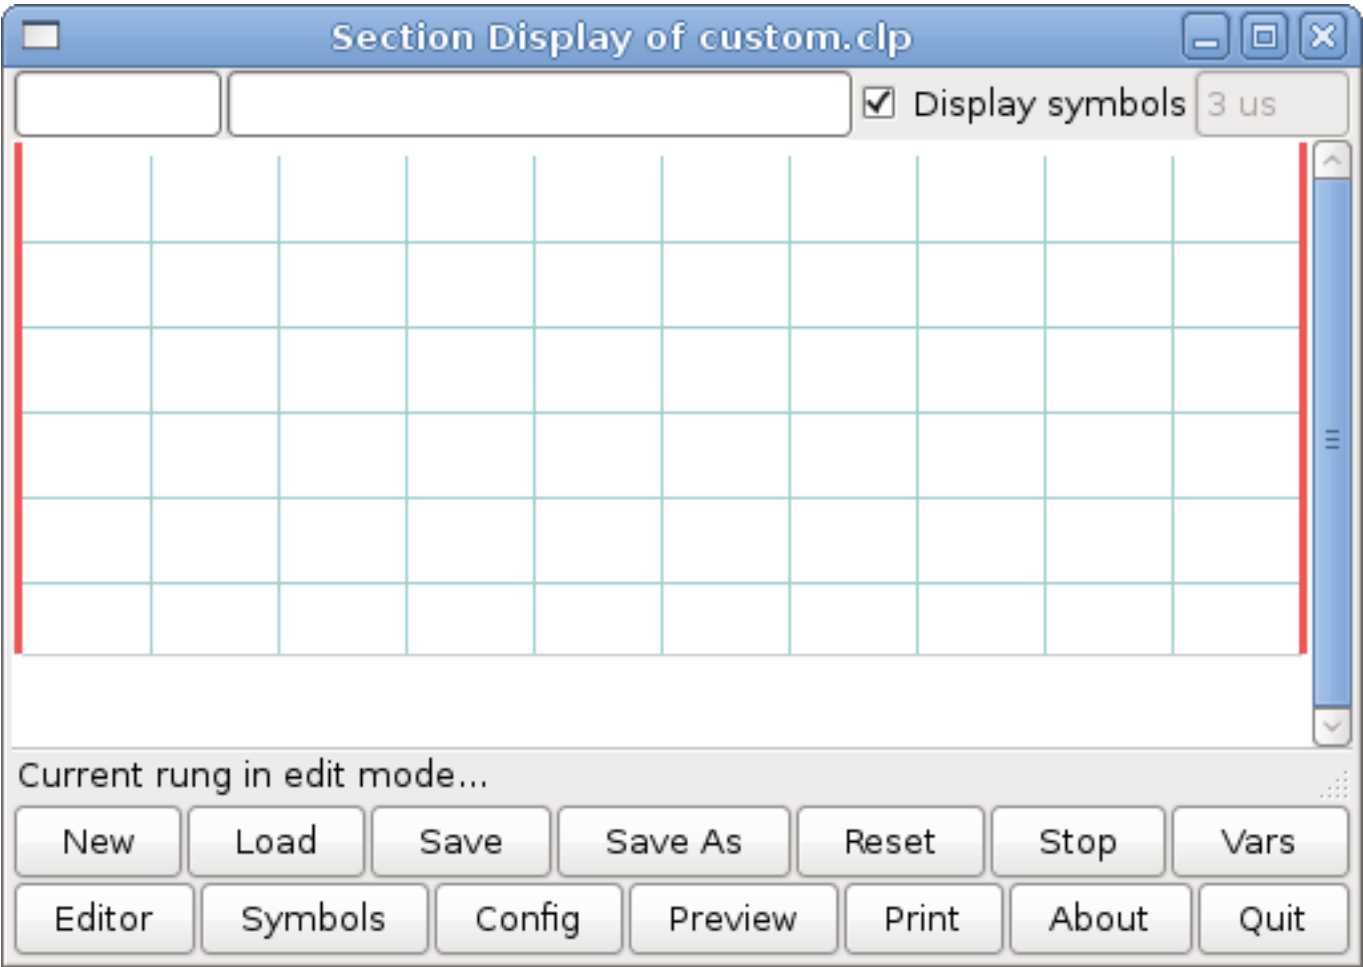 Section Display of custom.clp
Display symbols 3 us
Current rung in edit mode...
New Load Save Save As Reset Stop Vars
Editor Symbols Config Preview Print About Quit